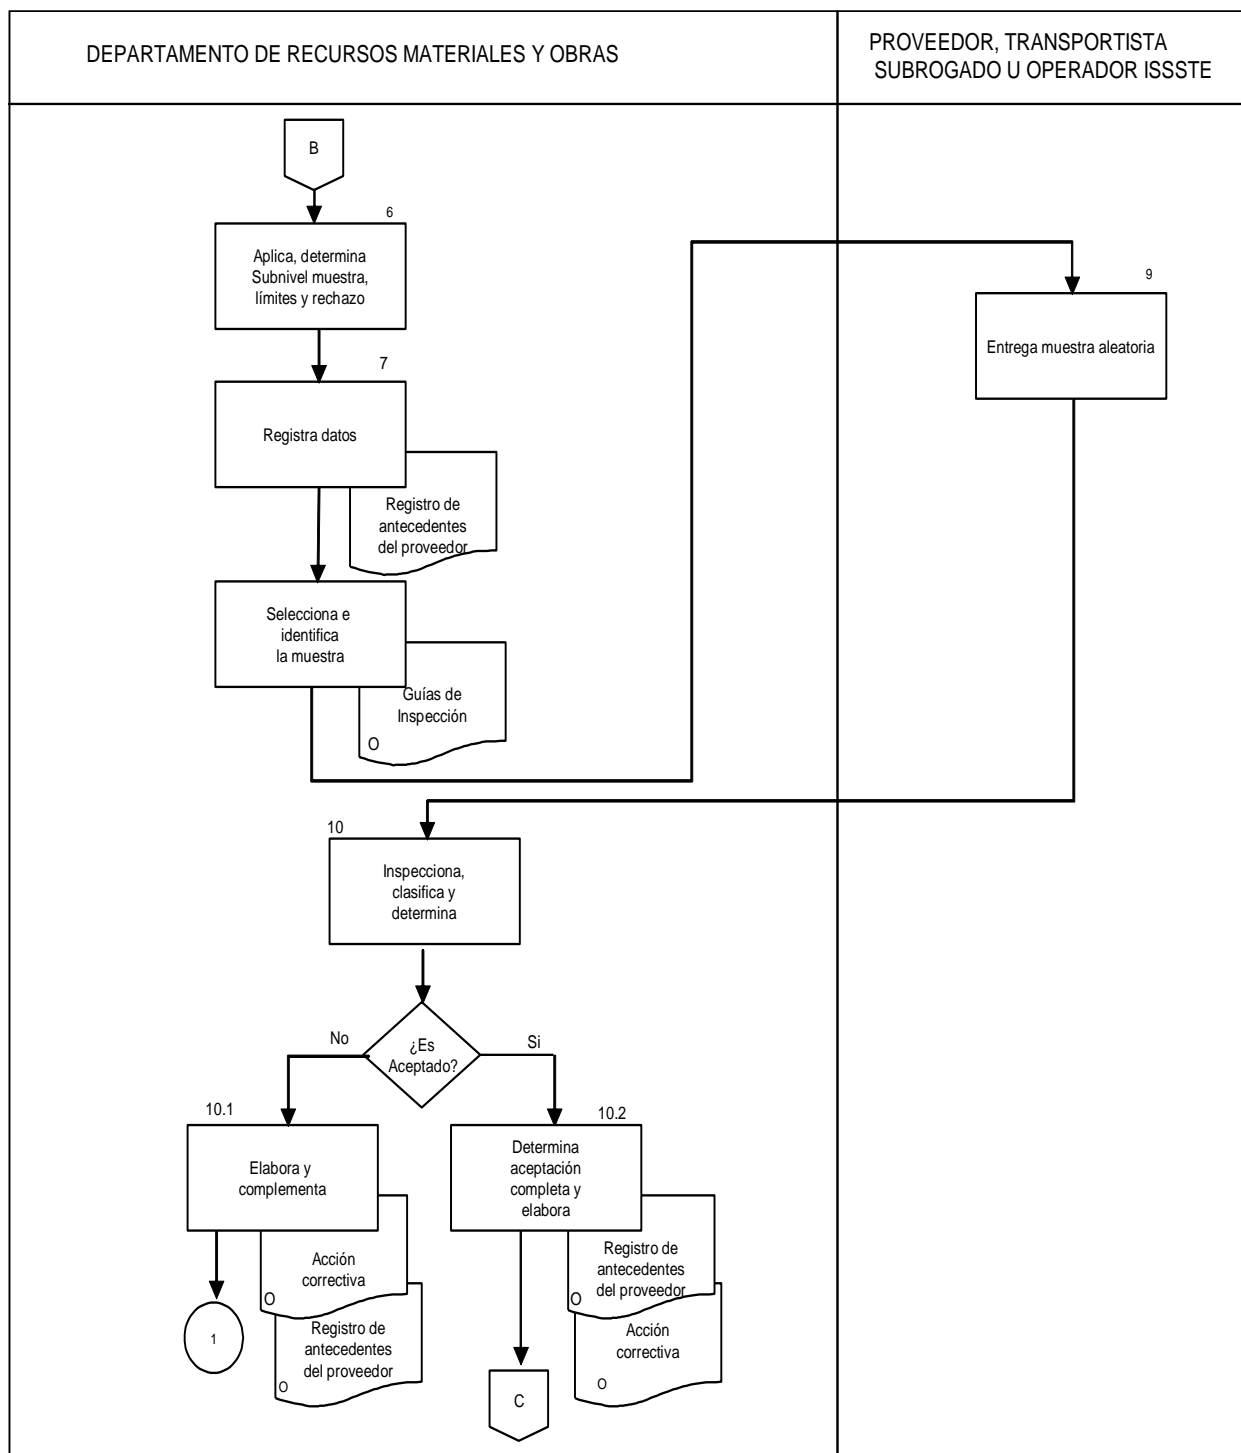 DEPARTAMENTO DE RECURSOS MATERIALES Y OBRAS
PROVEEDOR, TRANSPORTISTA
SUBROGADO U OPERADOR ISSSTE
B
6
Aplica, determina
Subnivel muestra,
límites y rechazo
9
Entrega muestra aleatoria
7
Registra datos
Registro de
antecedentes
del proveedor
Selecciona e
identifica
la muestra
Guías de
Inspección
O
10
Inspecciona,
clasifica y
determina
¿Es
Aceptado?
No
Si
10.1
Elabora y
complementa
Acción
correctiva
O
Registro de
antecedentes
del proveedor
O
1
10.2
Determina
aceptación
completa y
elabora
Registro de
antecedentes
del proveedor
O
Acción
correctiva
O
C